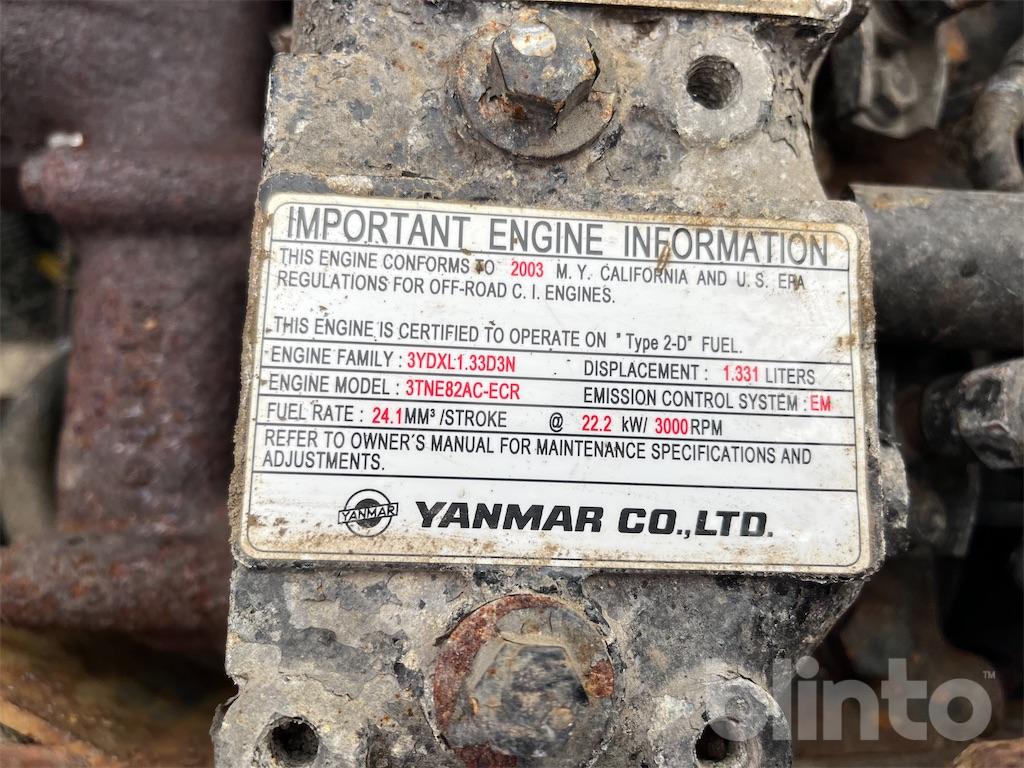 IMPORTANT ENGINE INFORMATION
THIS ENGINE CONFORMS TO 2003 M. Y. CALIFORNIA AND U. S. EPA
REGULATIONS FOR OFF-ROAD C. I. ENGINES.
THIS ENGINE IS CERTIFIED TO OPERATE ON "Type 2-D" FUEL.
ENGINE FAMILY : 3YDXL1.33D3N DISPLACEMENT : 1.331 LITERS
ENGINE MODEL : 3TNE82AC-ECR EMISSION CONTROL SYSTEM : EM
FUEL RATE : 24.1 MM³ /STROKE @ 22.2 kW/ 3000 RPM
REFER TO OWNER'S MANUAL FOR MAINTENANCE SPECIFICATIONS AND
ADJUSTMENTS.
YANMAR YANMAR CO.,LTD.
blinto™